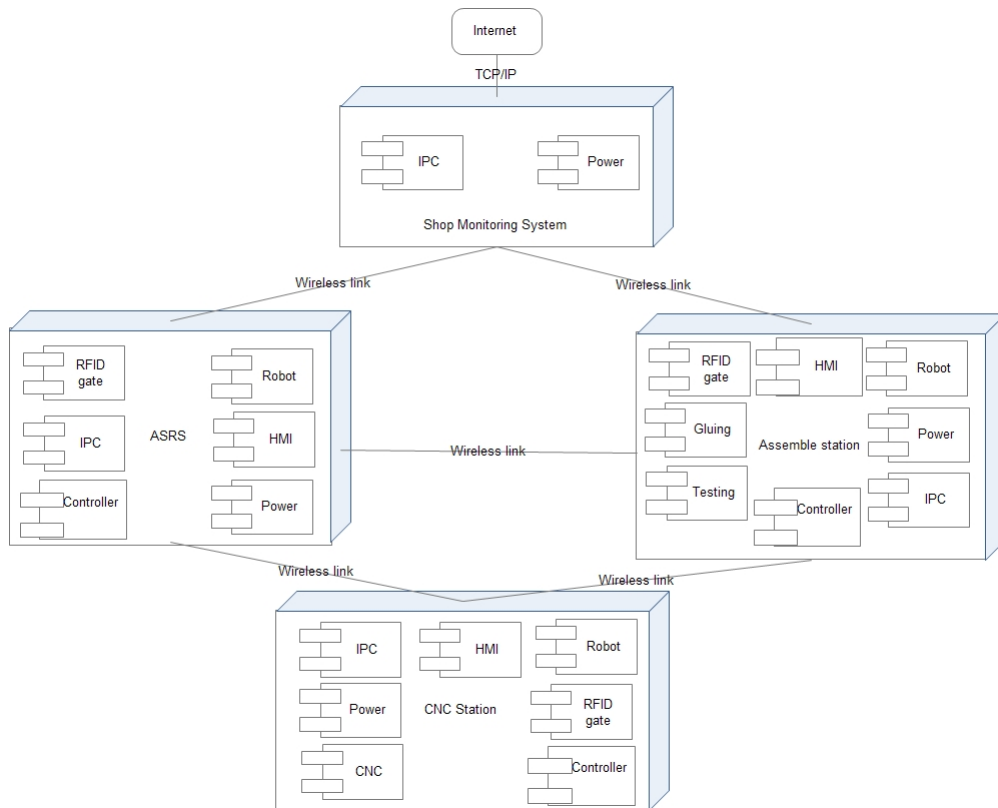 Internet
TCP/IP
IPC
Power
Shop Monitoring System
Wireless link
Wireless link
RFID
gate
Robot
IPC
ASRS
HMI
Controller
Power
Wireless link
RFID
gate
HMI
Robot
Gluing
Assemble station
Power
Testing
Controller
IPC
Wireless link
Wireless link
IPC
HMI
Robot
Power
CNC Station
RFID
gate
CNC
Controller